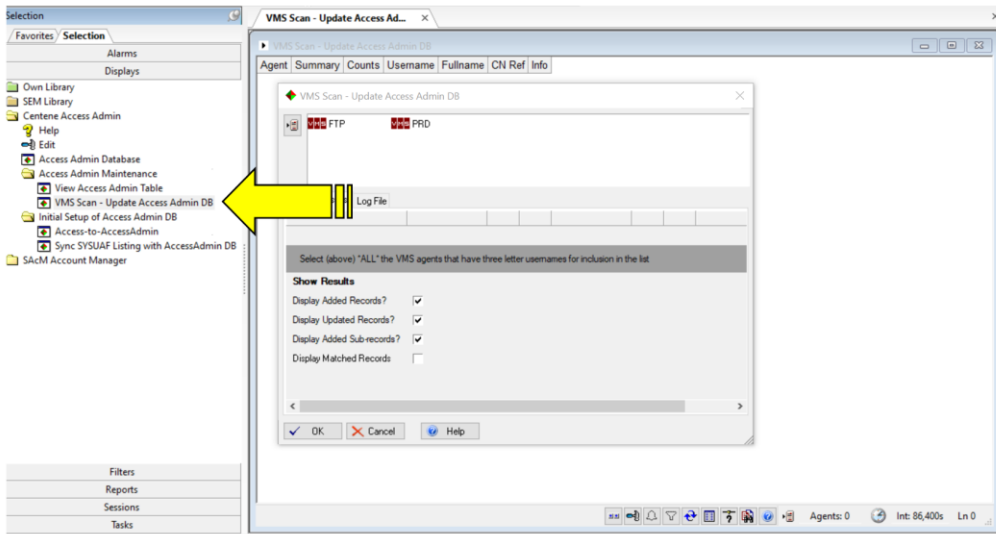 Selection
Favorites Selection
Alarms
Displays
Own Library
SEM Library
Centene Access Admin
Help
Edit
Access Admin Database
Access Admin Maintenance
View Access Admin Table
VMS Scan - Update Access Admin DB
Initial Setup of Access Admin DB
Access-to-AccessAdmin
Sync SYSUAF Listing with AccessAdmin DB
SAcM Account Manager
Filters
Reports
Sessions
Tasks
VMS Scan - Update Access Ad...
VMS Scan - Update Access Admin DB
Agent Summary Counts Username Fullname CN Ref Info
VMS Scan - Update Access Admin DB
VMS FTP VMS PRD
Log File
Select (above) "ALL" the VMS agents that have three letter usernames for inclusion in the list
Show Results
Display Added Records?
Display Updated Records?
Display Added Sub-records?
Display Matched Records
OK Cancel Help
Agents: 0 Int: 86,400s Ln 0